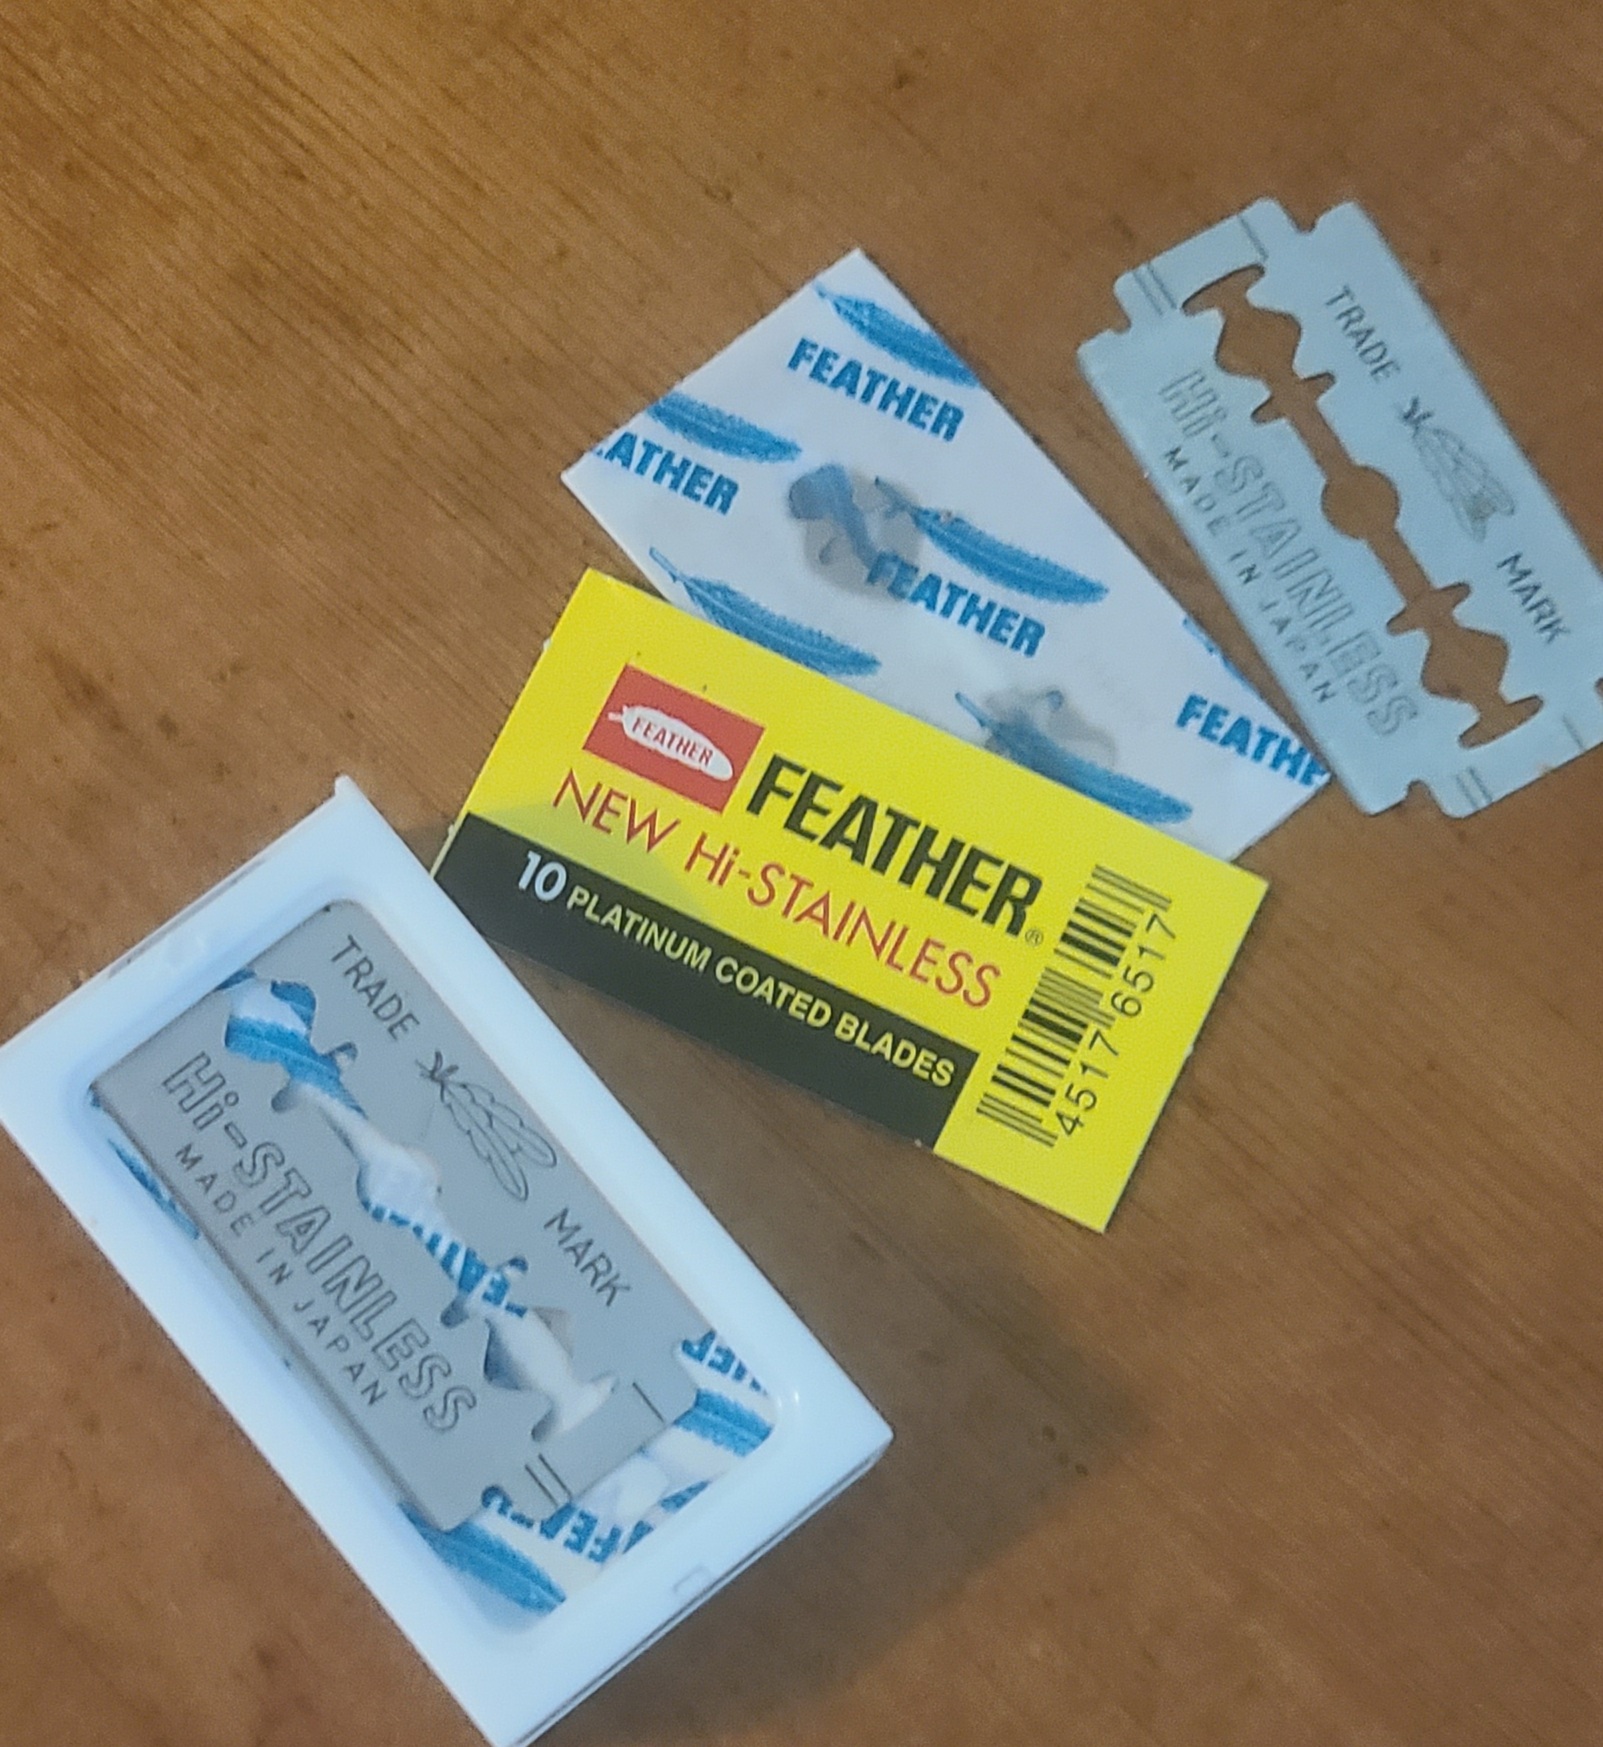 FEATHER
ATHER
FEATHER
FEATH
TRADE MARK
Hi-STAINLESS
MADE IN JAPAN
FEATHER
FEATHER®
NEW Hi-STAINLESS
10 PLATINUM COATED BLADES
4517 6517
TRADE MARK
Hi-STAINLESS
MADE IN JAPAN